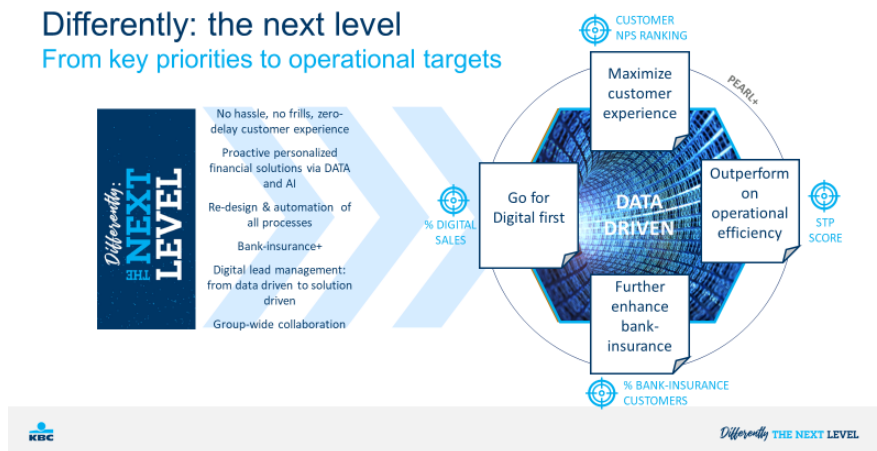 Differently: the next level
From key priorities to operational targets
Differently:
THE NEXT
LEVEL
No hassle, no frills, zero-
delay customer experience
Proactive personalized
financial solutions via DATA
and AI
Re-design & automation of
all processes
Bank-insurance+
Digital lead management:
from data driven to solution
driven
Group-wide collaboration
CUSTOMER
NPS RANKING
Maximize
customer
experience
PEARL+
% DIGITAL
SALES
Go for
Digital first
DATA
DRIVEN
Outperform
on
operational
efficiency
STP
SCORE
Further
enhance
bank-
insurance
% BANK-INSURANCE
CUSTOMERS
KBC
Differently THE NEXT LEVEL